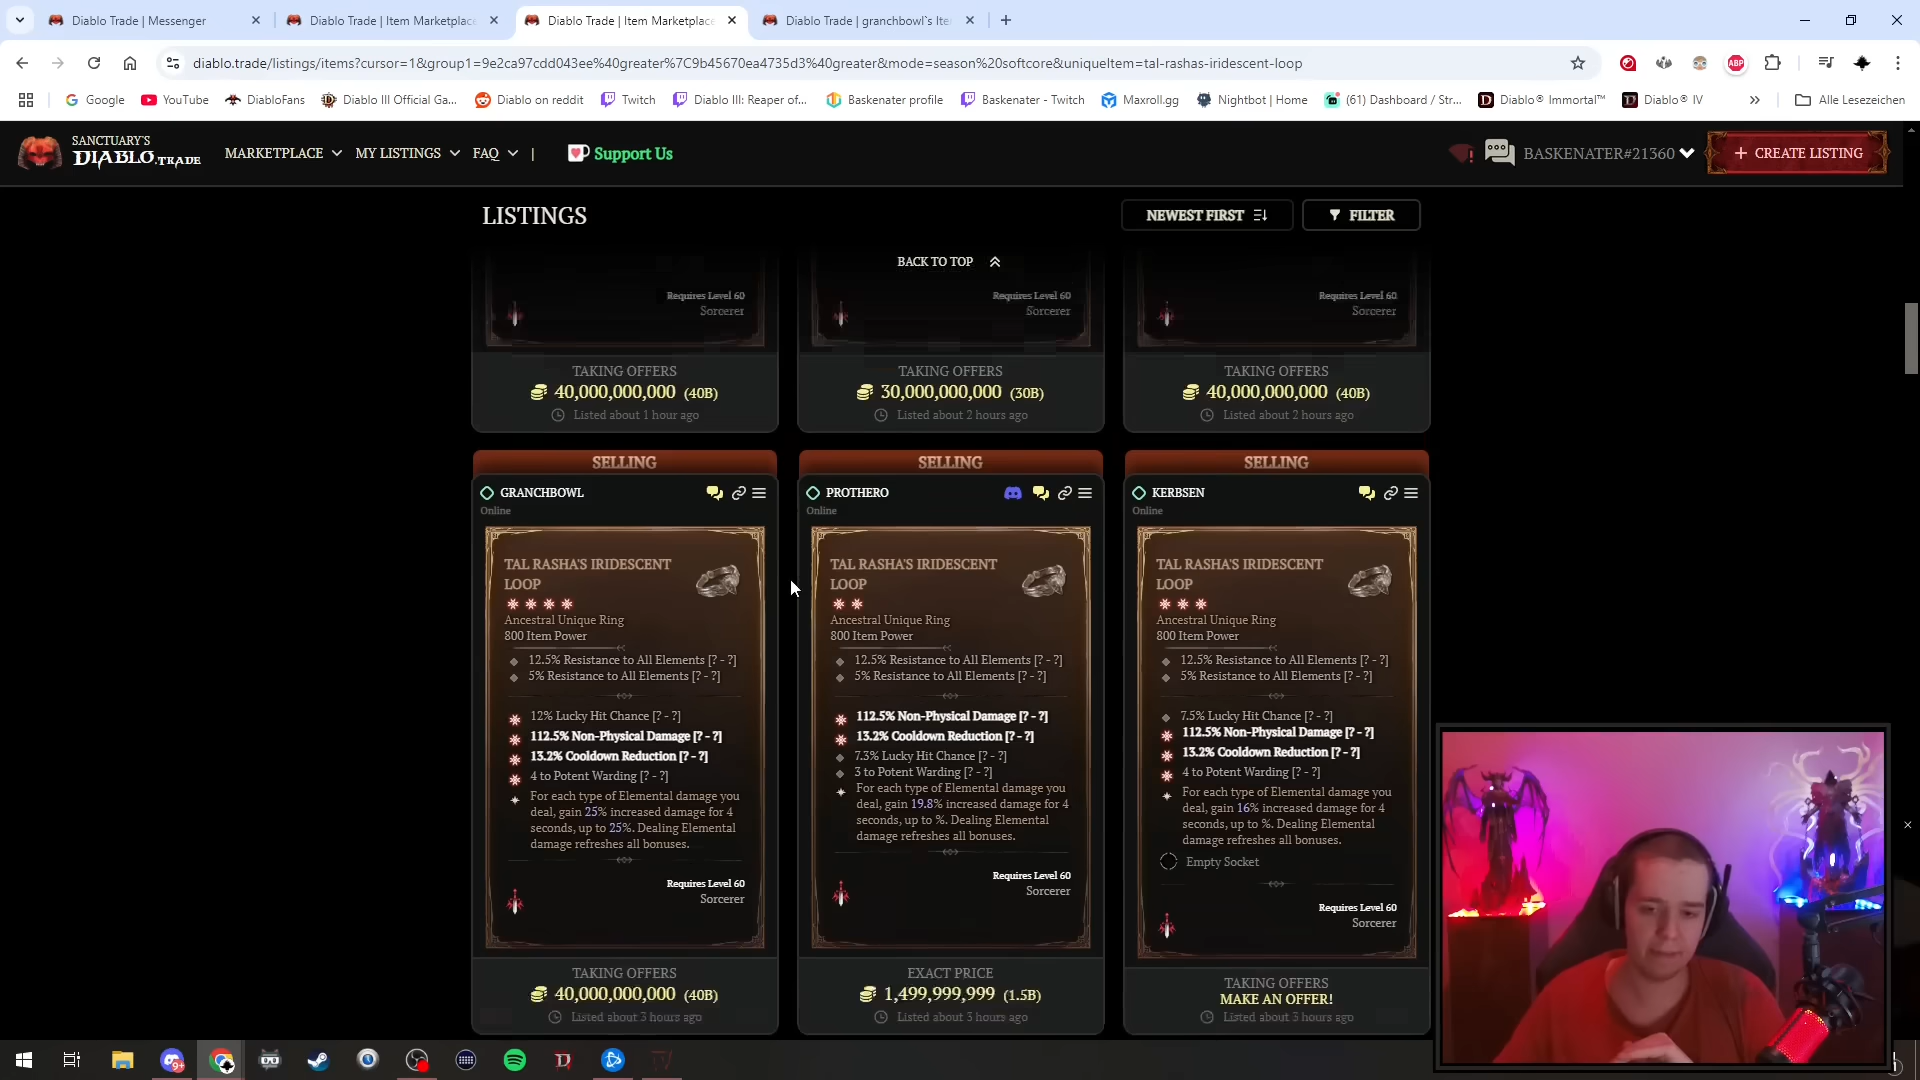 Diablo Trade | Messenger
Diablo Trade | Item Marketplace
Diablo Trade | Item Marketplace
Diablo Trade | granchbowl`s Ite
diablo.trade/listings/items?cursor=1&group1=9e2ca97cdd043ee%40greater%7C9b45670ea4735d3%40greater&mode=season%20softcore&uniqueItem=tal-rashas-iridescent-loop
ABP
Google
YouTube
DiabloFans
Diablo III Official Ga...
Diablo on reddit
Twitch
Diablo III: Reaper of...
Baskenater profile
Baskenater - Twitch
Maxroll.gg
Nightbot | Home
(61) Dashboard / Str...
Diablo® Immortal™
Diablo® IV
Alle Lesezeichen
SANCTUARY'S
DIABLO.TRADE
MARKETPLACE
MY LISTINGS
FAQ
|
Support Us
BASKENATER#21360
+ CREATE LISTING
LISTINGS
NEWEST FIRST
FILTER
BACK TO TOP
Requires Level 60
Sorcerer
TAKING OFFERS
40,000,000,000 (40B)
Listed about 1 hour ago
Requires Level 60
Sorcerer
TAKING OFFERS
30,000,000,000 (30B)
Listed about 2 hours ago
Requires Level 60
Sorcerer
TAKING OFFERS
40,000,000,000 (40B)
Listed about 2 hours ago
SELLING
GRANCHBOWL
Online
TAL RASHA'S IRIDESCENT
LOOP
Ancestral Unique Ring
800 Item Power
12.5% Resistance to All Elements [? - ?]
5% Resistance to All Elements [? - ?]
12% Lucky Hit Chance [? - ?]
112.5% Non-Physical Damage [? - ?]
13.2% Cooldown Reduction [? - ?]
4 to Potent Warding [? - ?]
For each type of Elemental damage you
deal, gain 25% increased damage for 4
seconds, up to 25%. Dealing Elemental
damage refreshes all bonuses.
Requires Level 60
Sorcerer
TAKING OFFERS
40,000,000,000 (40B)
Listed about 3 hours ago
SELLING
PROTHERO
Online
TAL RASHA'S IRIDESCENT
LOOP
Ancestral Unique Ring
800 Item Power
12.5% Resistance to All Elements [? - ?]
5% Resistance to All Elements [? - ?]
112.5% Non-Physical Damage [? - ?]
13.2% Cooldown Reduction [? - ?]
7.3% Lucky Hit Chance [? - ?]
3 to Potent Warding [? - ?]
For each type of Elemental damage you
deal, gain 19.8% increased damage for 4
seconds, up to %. Dealing Elemental
damage refreshes all bonuses.
Requires Level 60
Sorcerer
EXACT PRICE
1,499,999,999 (1.5B)
Listed about 3 hours ago
SELLING
KERBSEN
Online
TAL RASHA'S IRIDESCENT
LOOP
Ancestral Unique Ring
800 Item Power
12.5% Resistance to All Elements [? - ?]
5% Resistance to All Elements [? - ?]
7.5% Lucky Hit Chance [? - ?]
112.5% Non-Physical Damage [? - ?]
13.2% Cooldown Reduction [? - ?]
4 to Potent Warding [? - ?]
For each type of Elemental damage you
deal, gain 16% increased damage for 4
seconds, up to %. Dealing Elemental
damage refreshes all bonuses.
Empty Socket
Requires Level 60
Sorcerer
TAKING OFFERS
MAKE AN OFFER!
Listed about 3 hours ago
9+